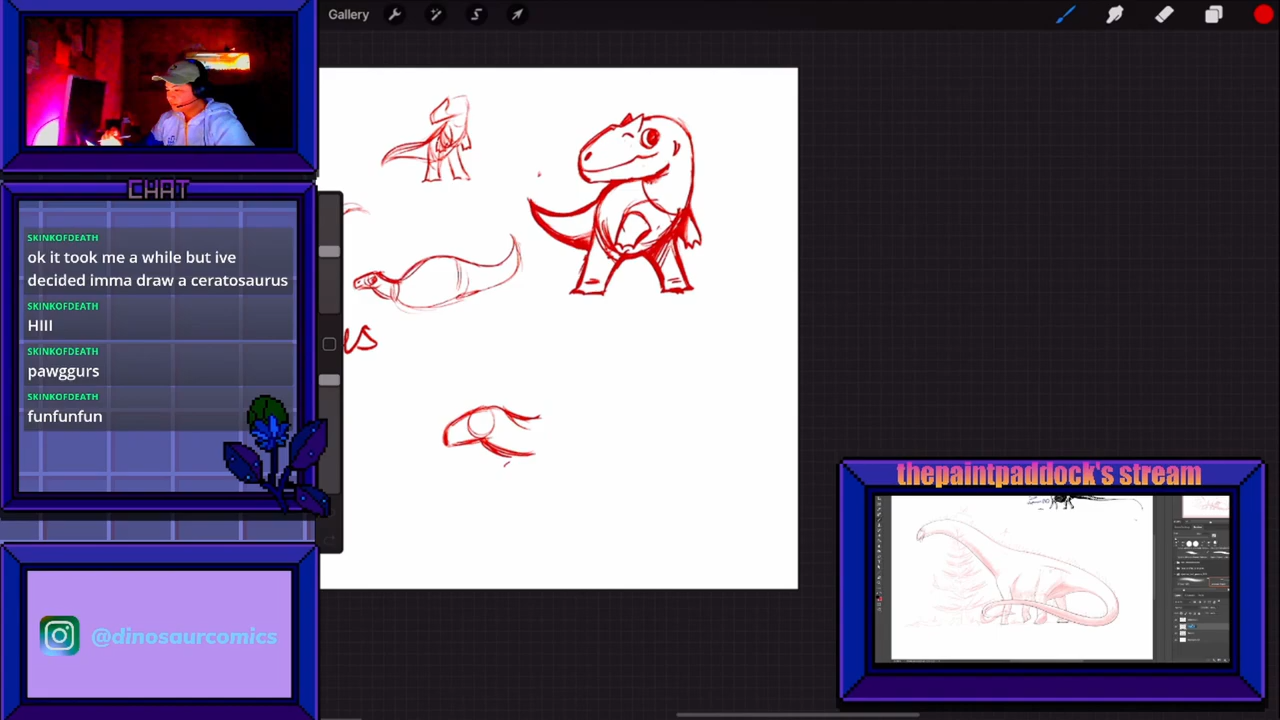 Gallery
CHAT
SKINKOFDEATH
ok it took me a while but ive
decided imma draw a ceratosaurus
SKINKOFDEATH
HIII
SKINKOFDEATH
pawggurs
SKINKOFDEATH
funfunfun
@dinosaurcomics
thepaintpaddock's stream
us